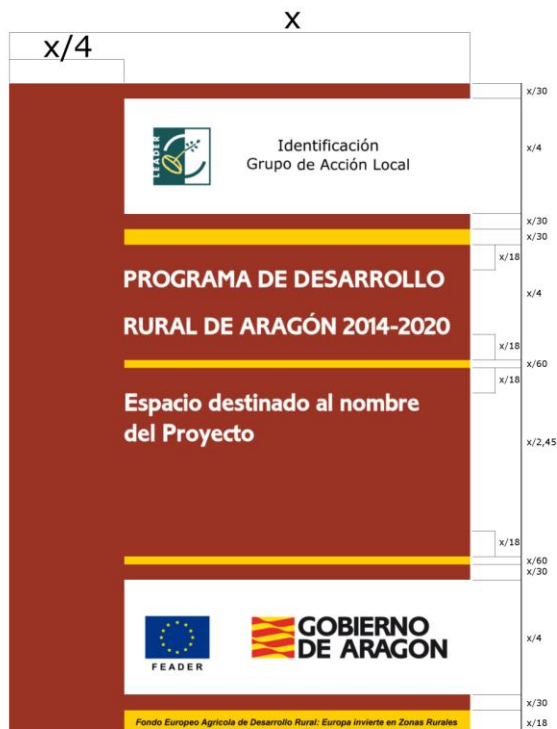 x
x/4
x/30
LEADER
Identificación
Grupo de Acción Local
x/4
x/30
x/30
x/18
PROGRAMA DE DESARROLLO
x/4
RURAL DE ARAGÓN 2014-2020
x/18
x/60
x/18
Espacio destinado al nombre
del Proyecto
x/2,45
x/18
x/60
x/30
GOBIERNO
DE ARAGON
x/4
FEADER
x/30
Fondo Europeo Agrícola de Desarrollo Rural: Europa invierte en Zonas Rurales
x/18